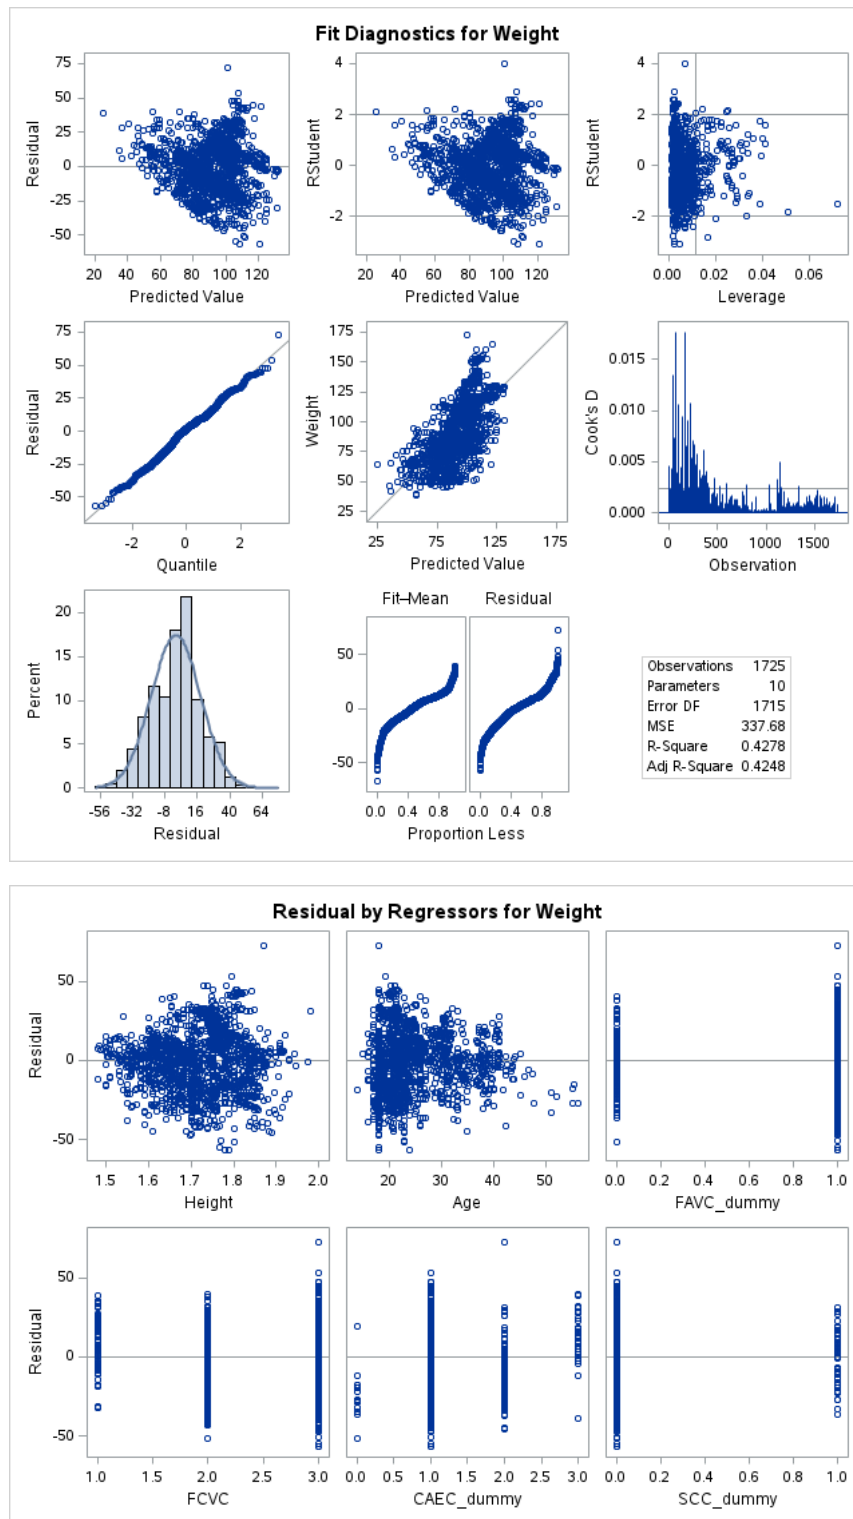 Fit Diagnostics for Weight
75
50
25
0
-25
-50
Residual
20 40 60 80 100 120
Predicted Value
4
2
0
-2
RStudent
20 40 60 80 100 120
Predicted Value
4
2
0
-2
RStudent
0.00 0.02 0.04 0.06
Leverage
75
50
25
0
-25
-50
Residual
-2 0 2
Quantile
175
150
125
100
75
50
25
Weight
25 75 125 175
Predicted Value
0.015
0.010
0.005
0.000
Cook's D
0 500 1000 1500
Observation
20
15
10
5
0
Percent
-56 -32 -8 16 40 64
Residual
Fit–Mean Residual
50
0
-50
0.0 0.4 0.8 0.0 0.4 0.8
Proportion Less
Observations 1725
Parameters 10
Error DF 1715
MSE 337.68
R-Square 0.4278
Adj R-Square 0.4248
Residual by Regressors for Weight
50
0
-50
Residual
1.5 1.6 1.7 1.8 1.9 2.0
Height
20 30 40 50
Age
0.0 0.2 0.4 0.6 0.8 1.0
FAVC_dummy
50
0
-50
Residual
1.0 1.5 2.0 2.5 3.0
FCVC
0.0 0.5 1.0 1.5 2.0 2.5 3.0
CAEC_dummy
0.0 0.2 0.4 0.6 0.8 1.0
SCC_dummy